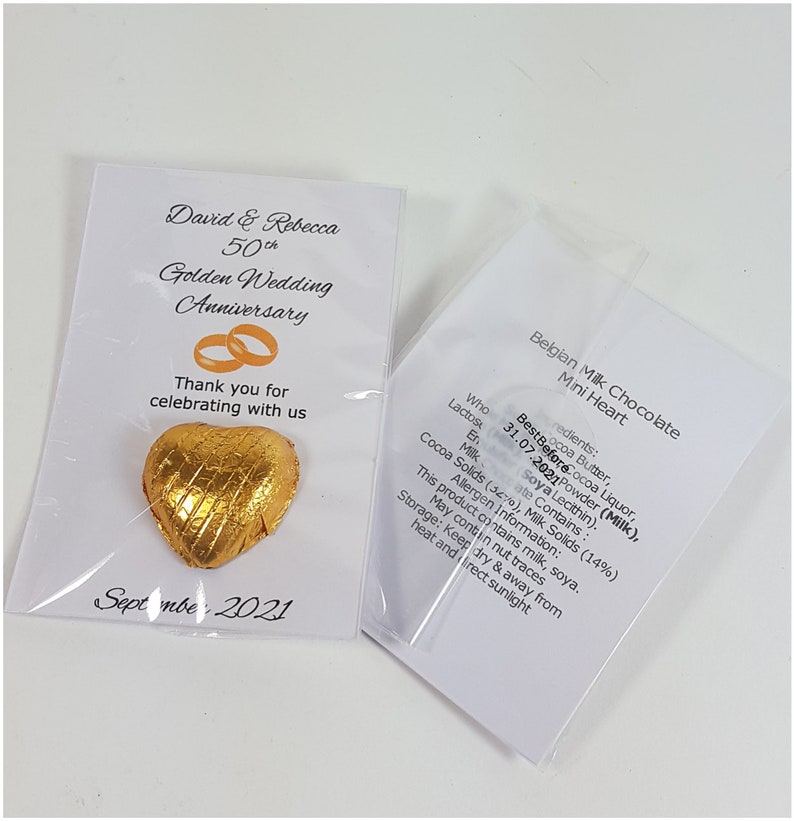 David & Rebecca
50th
Golden Wedding
Anniversary
Thank you for
celebrating with us
September 2021
Belgian Milk Chocolate
Mini Heart
BestBefore
31.07.2021
Ingredients:
Cocoa Butter,
Cocoa Liquor,
Powder (Milk),
(Soya Lecithin).
Milk Contains :
Cocoa Solids (32%), Milk Solids (14%)
Allergen Information:
This product contains milk, soya.
May contain nut traces
Storage: Keep dry & away from
heat and direct sunlight